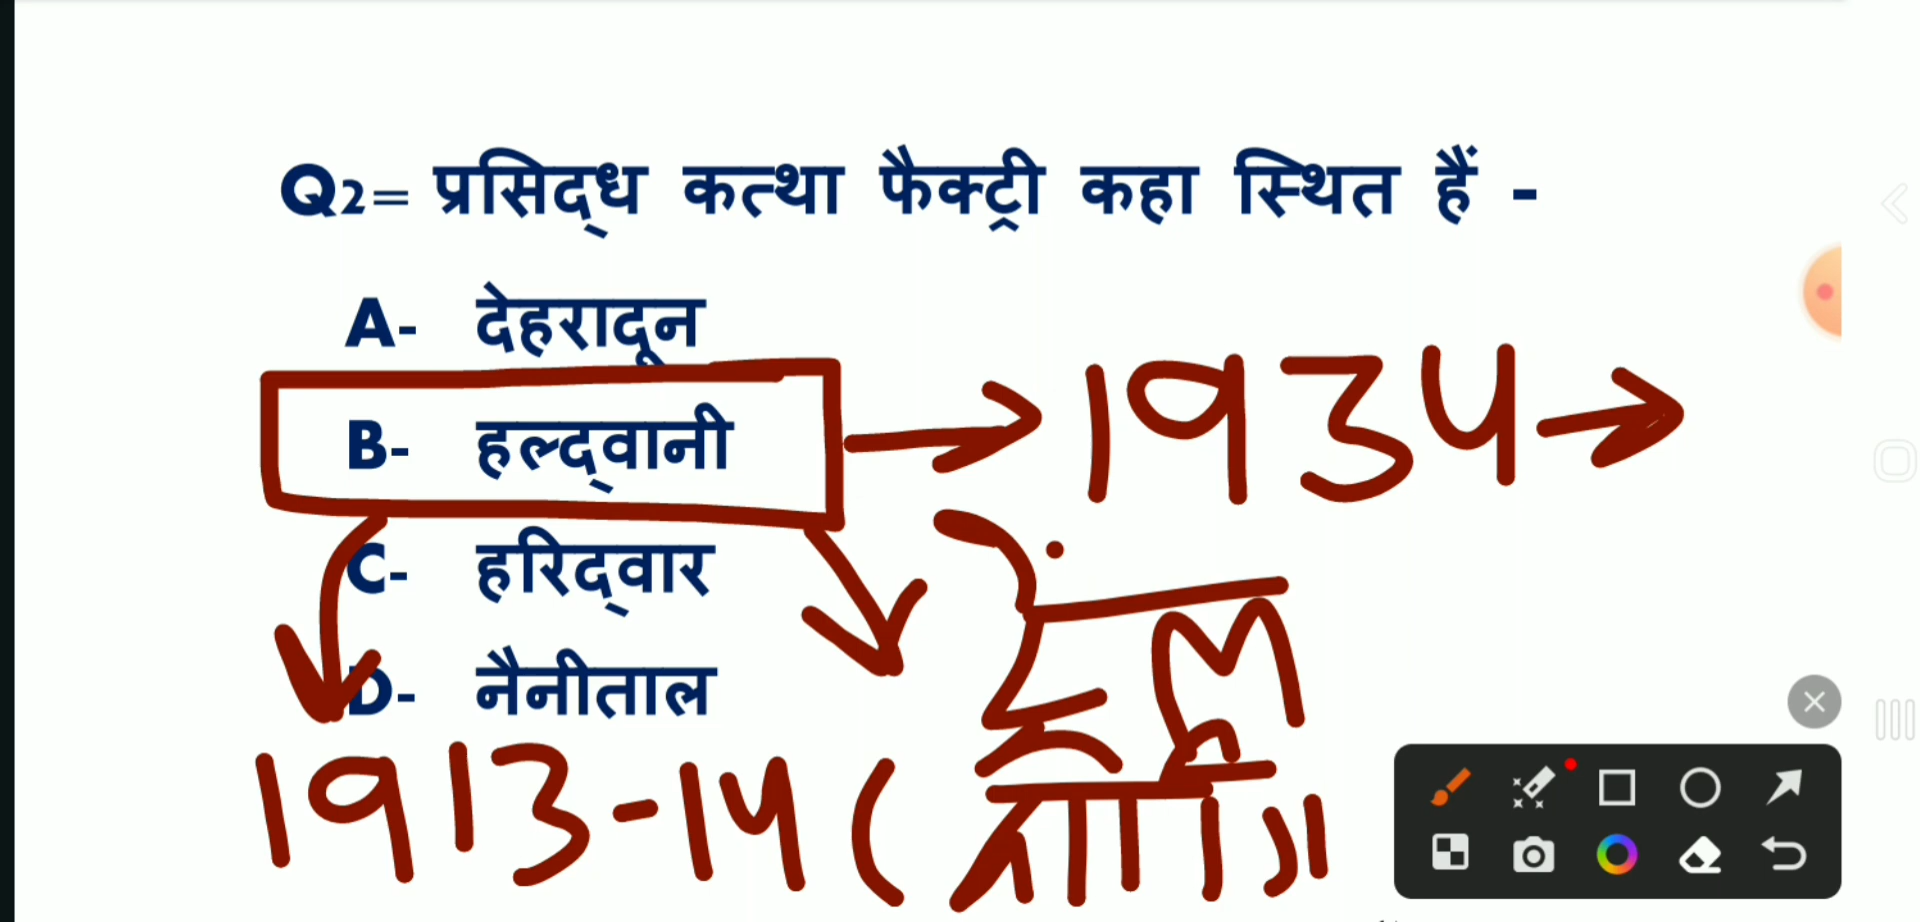 Q2= प्रसिद्ध कत्था फैक्ट्री कहा स्थित हैं -
A- देहरादून
B- हल्द्वानी
1934
C- हरिद्वार
D- नैनीताल
1913-14 (